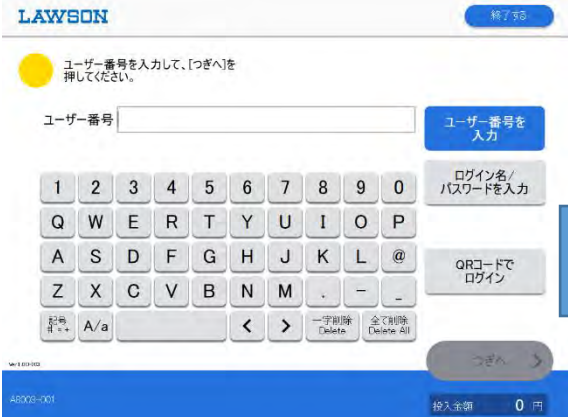 LAWSON
終了する
ユーザー番号を入力して、[つぎへ]を
押してください。
ユーザー番号
ユーザー番号を
入力
ログイン名/
パスワードを入力
QRコードで
ログイン
1 2 3 4 5 6 7 8 9 0
Q W E R T Y U I O P
A S D F G H J K L @
Z X C V B N M . - _
記号
A/a
< >
一字削除
Delete
全て削除
Delete All
つぎへ >
A8003-001
投入金額 0 円